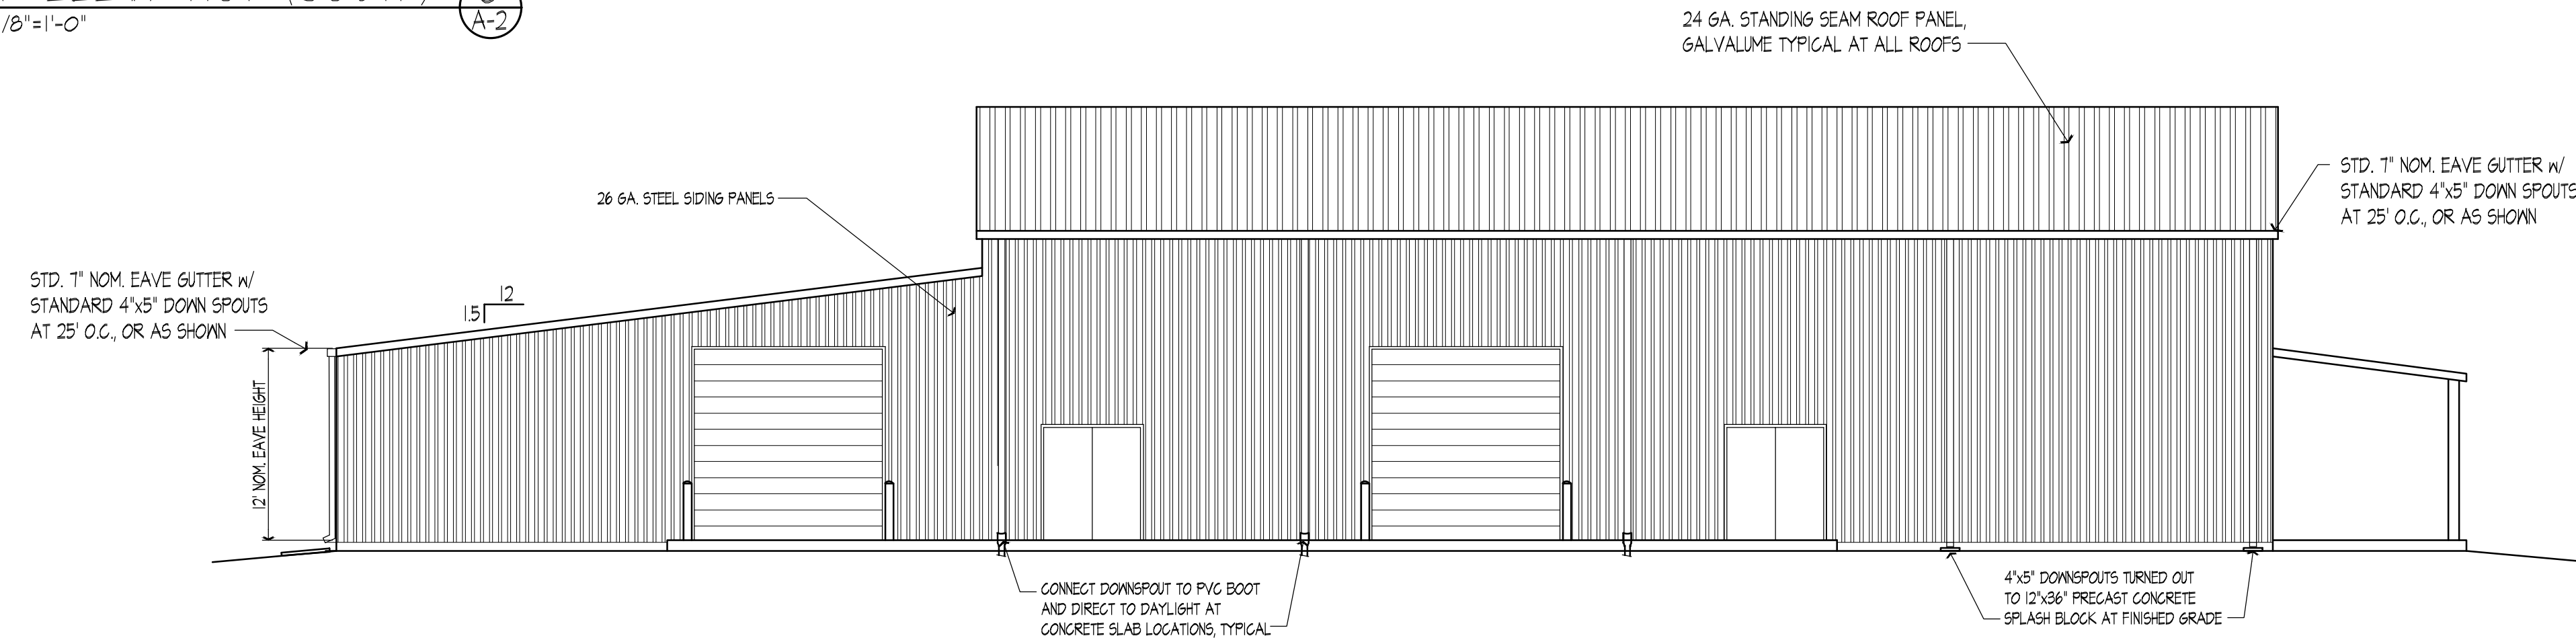 A-2
/8"=1'-0"
24 GA. STANDING SEAM ROOF PANEL,
GALVALUME TYPICAL AT ALL ROOFS
STD. 7" NOM. EAVE GUTTER W/
STANDARD 4"x5" DOWN SPOUTS
AT 25' O.C., OR AS SHOWN
26 GA. STEEL SIDING PANELS
STD. 7" NOM. EAVE GUTTER W/
STANDARD 4"x5" DOWN SPOUTS
AT 25' O.C., OR AS SHOWN
12
1.5
12' NOM. EAVE HEIGHT
CONNECT DOWNSPOUT TO PVC BOOT
AND DIRECT TO DAYLIGHT AT
CONCRETE SLAB LOCATIONS, TYPICAL
4"x5" DOWNSPOUTS TURNED OUT
TO 12"x36" PRECAST CONCRETE
SPLASH BLOCK AT FINISHED GRADE